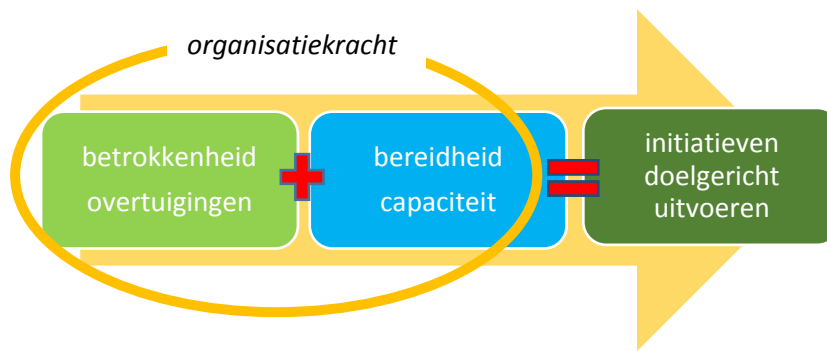 organisatiekracht
betrokkenheid
overtuigingen
bereidheid
capaciteit
initiatieven
doelgericht
uitvoeren